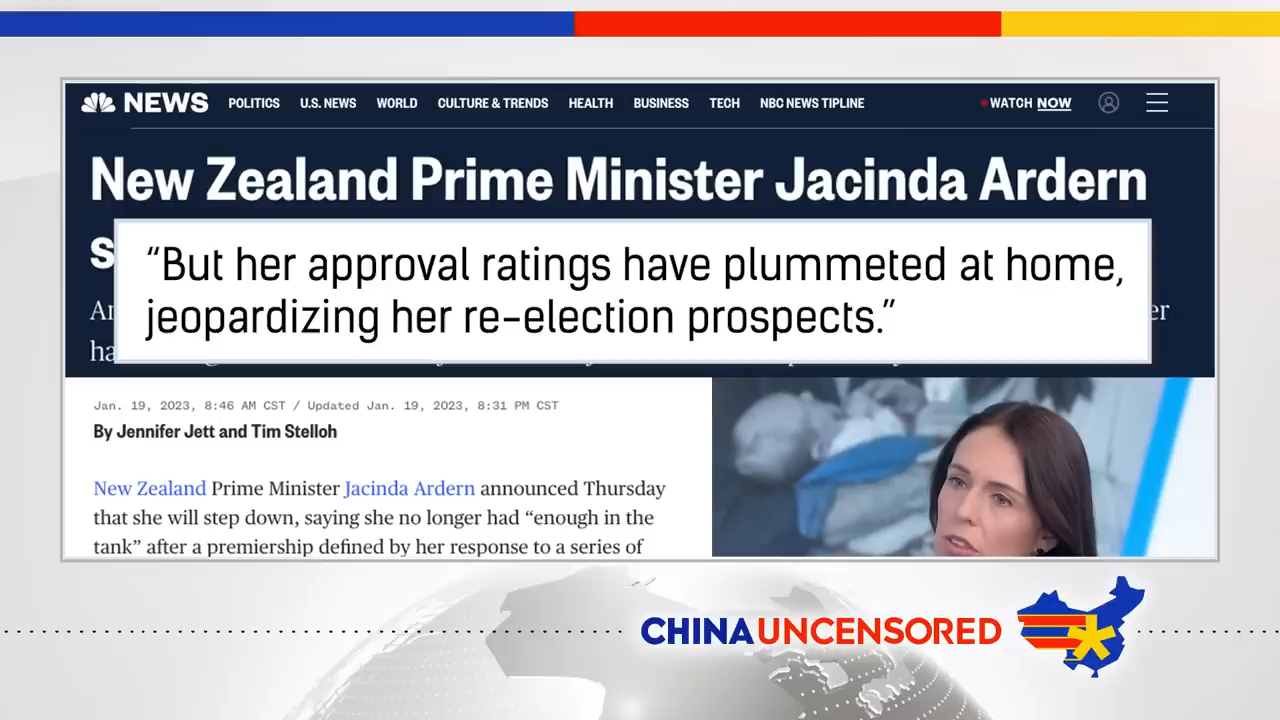 NEWS POLITICS U.S. NEWS WORLD CULTURE & TRENDS HEALTH BUSINESS TECH NBC NEWS TIPLINE WATCH NOW
New Zealand Prime Minister Jacinda Ardern
“But her approval ratings have plummeted at home,
jeopardizing her re-election prospects.”
Jan. 19, 2023, 8:46 AM CST / Updated Jan. 19, 2023, 8:31 PM CST
By Jennifer Jett and Tim Stelloh
New Zealand Prime Minister Jacinda Ardern announced Thursday
that she will step down, saying she no longer had “enough in the
tank” after a premiership defined by her response to a series of
CHINA UNCENSORED